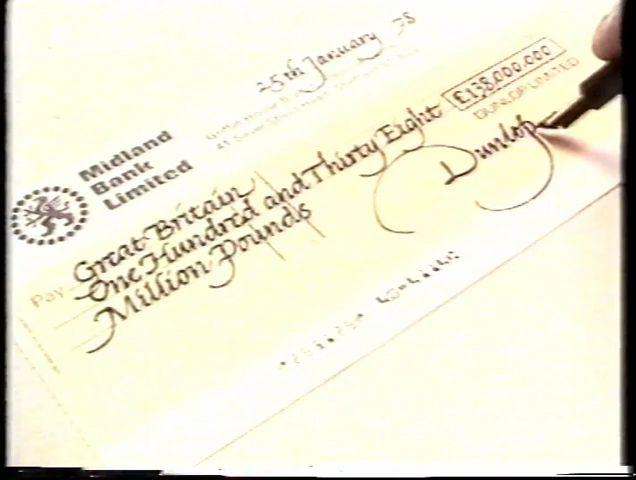 25th January 78
Midland
Bank
Limited
£138.000.000
DUNLOP LIMITED
Pay Great Britain
One Hundred and Thirty Eight
Million Pounds
Dunlop